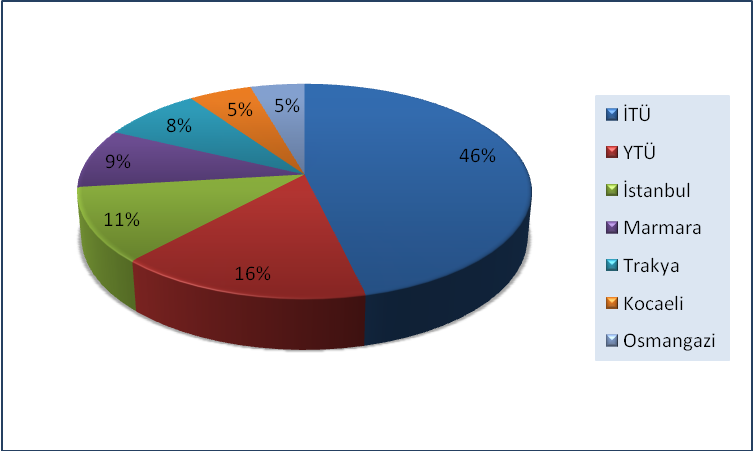 46%
16%
11%
9%
8%
5%
5%
İTÜ
YTÜ
İstanbul
Marmara
Trakya
Kocaeli
Osmangazi